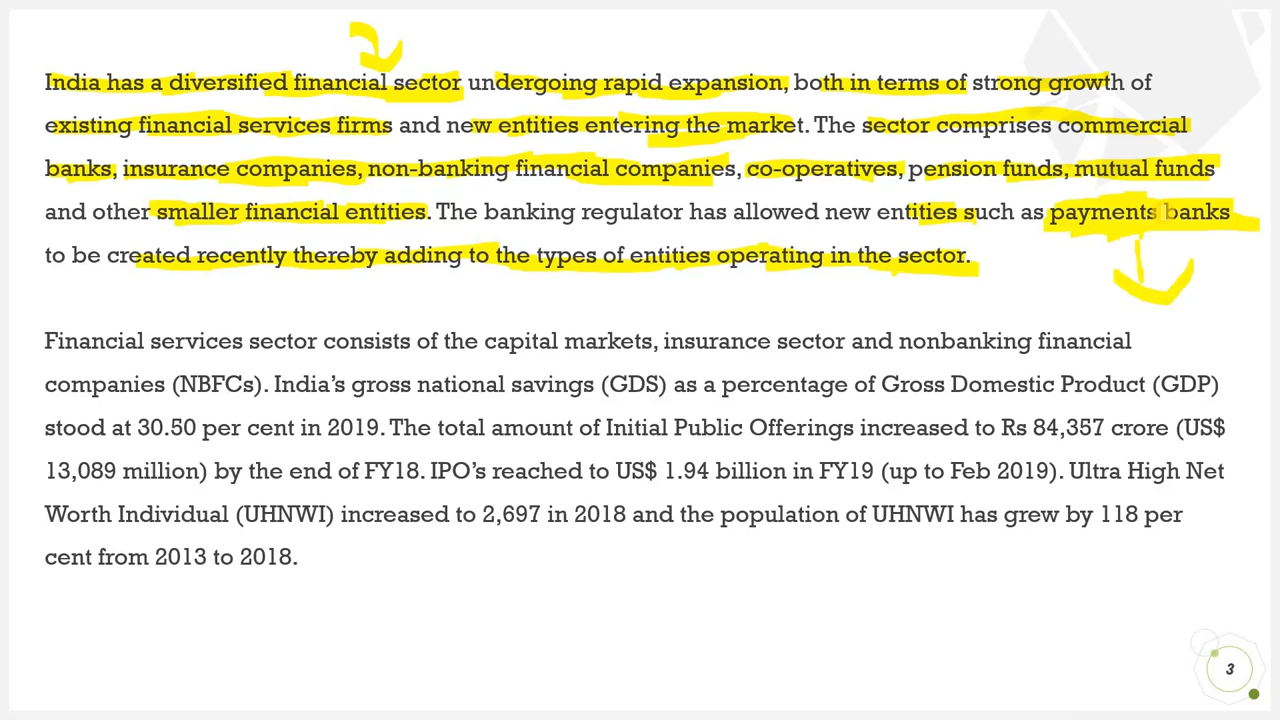 India has a diversified financial sector undergoing rapid expansion, both in terms of strong growth of
existing financial services firms and new entities entering the market. The sector comprises commercial
banks, insurance companies, non-banking financial companies, co-operatives, pension funds, mutual funds
and other smaller financial entities. The banking regulator has allowed new entities such as payments banks
to be created recently thereby adding to the types of entities operating in the sector.
Financial services sector consists of the capital markets, insurance sector and nonbanking financial
companies (NBFCs). India's gross national savings (GDS) as a percentage of Gross Domestic Product (GDP)
stood at 30.50 per cent in 2019. The total amount of Initial Public Offerings increased to Rs 84,357 crore (US$
13,089 million) by the end of FY18. IPO's reached to US$ 1.94 billion in FY19 (up to Feb 2019). Ultra High Net
Worth Individual (UHNWI) increased to 2,697 in 2018 and the population of UHNWI has grew by 118 per
cent from 2013 to 2018.
3